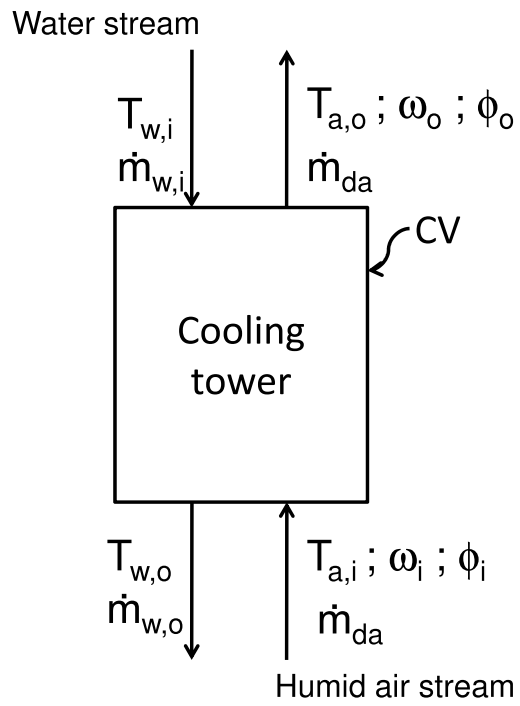 Water stream
T_w,i
ṁ_w,i
T_a,o ; ω_o ; ϕ_o
ṁ_da
CV
Cooling
tower
T_w,o
ṁ_w,o
T_a,i ; ω_i ; ϕ_i
ṁ_da
Humid air stream